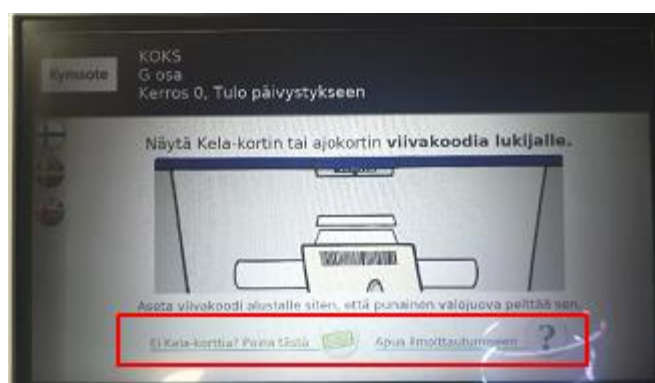 KOKS
Kymsote
G osa
Kerros 0, Tulo päivystykseen
Näytä Kela-kortin tai ajokortin viivakoodia lukijalle.
Aseta viivakoodi alustalle siten, että punainen valojuova peittää sen.
Ei Kela-korttia? Paina tästä
Apua ilmoittautumiseen ?